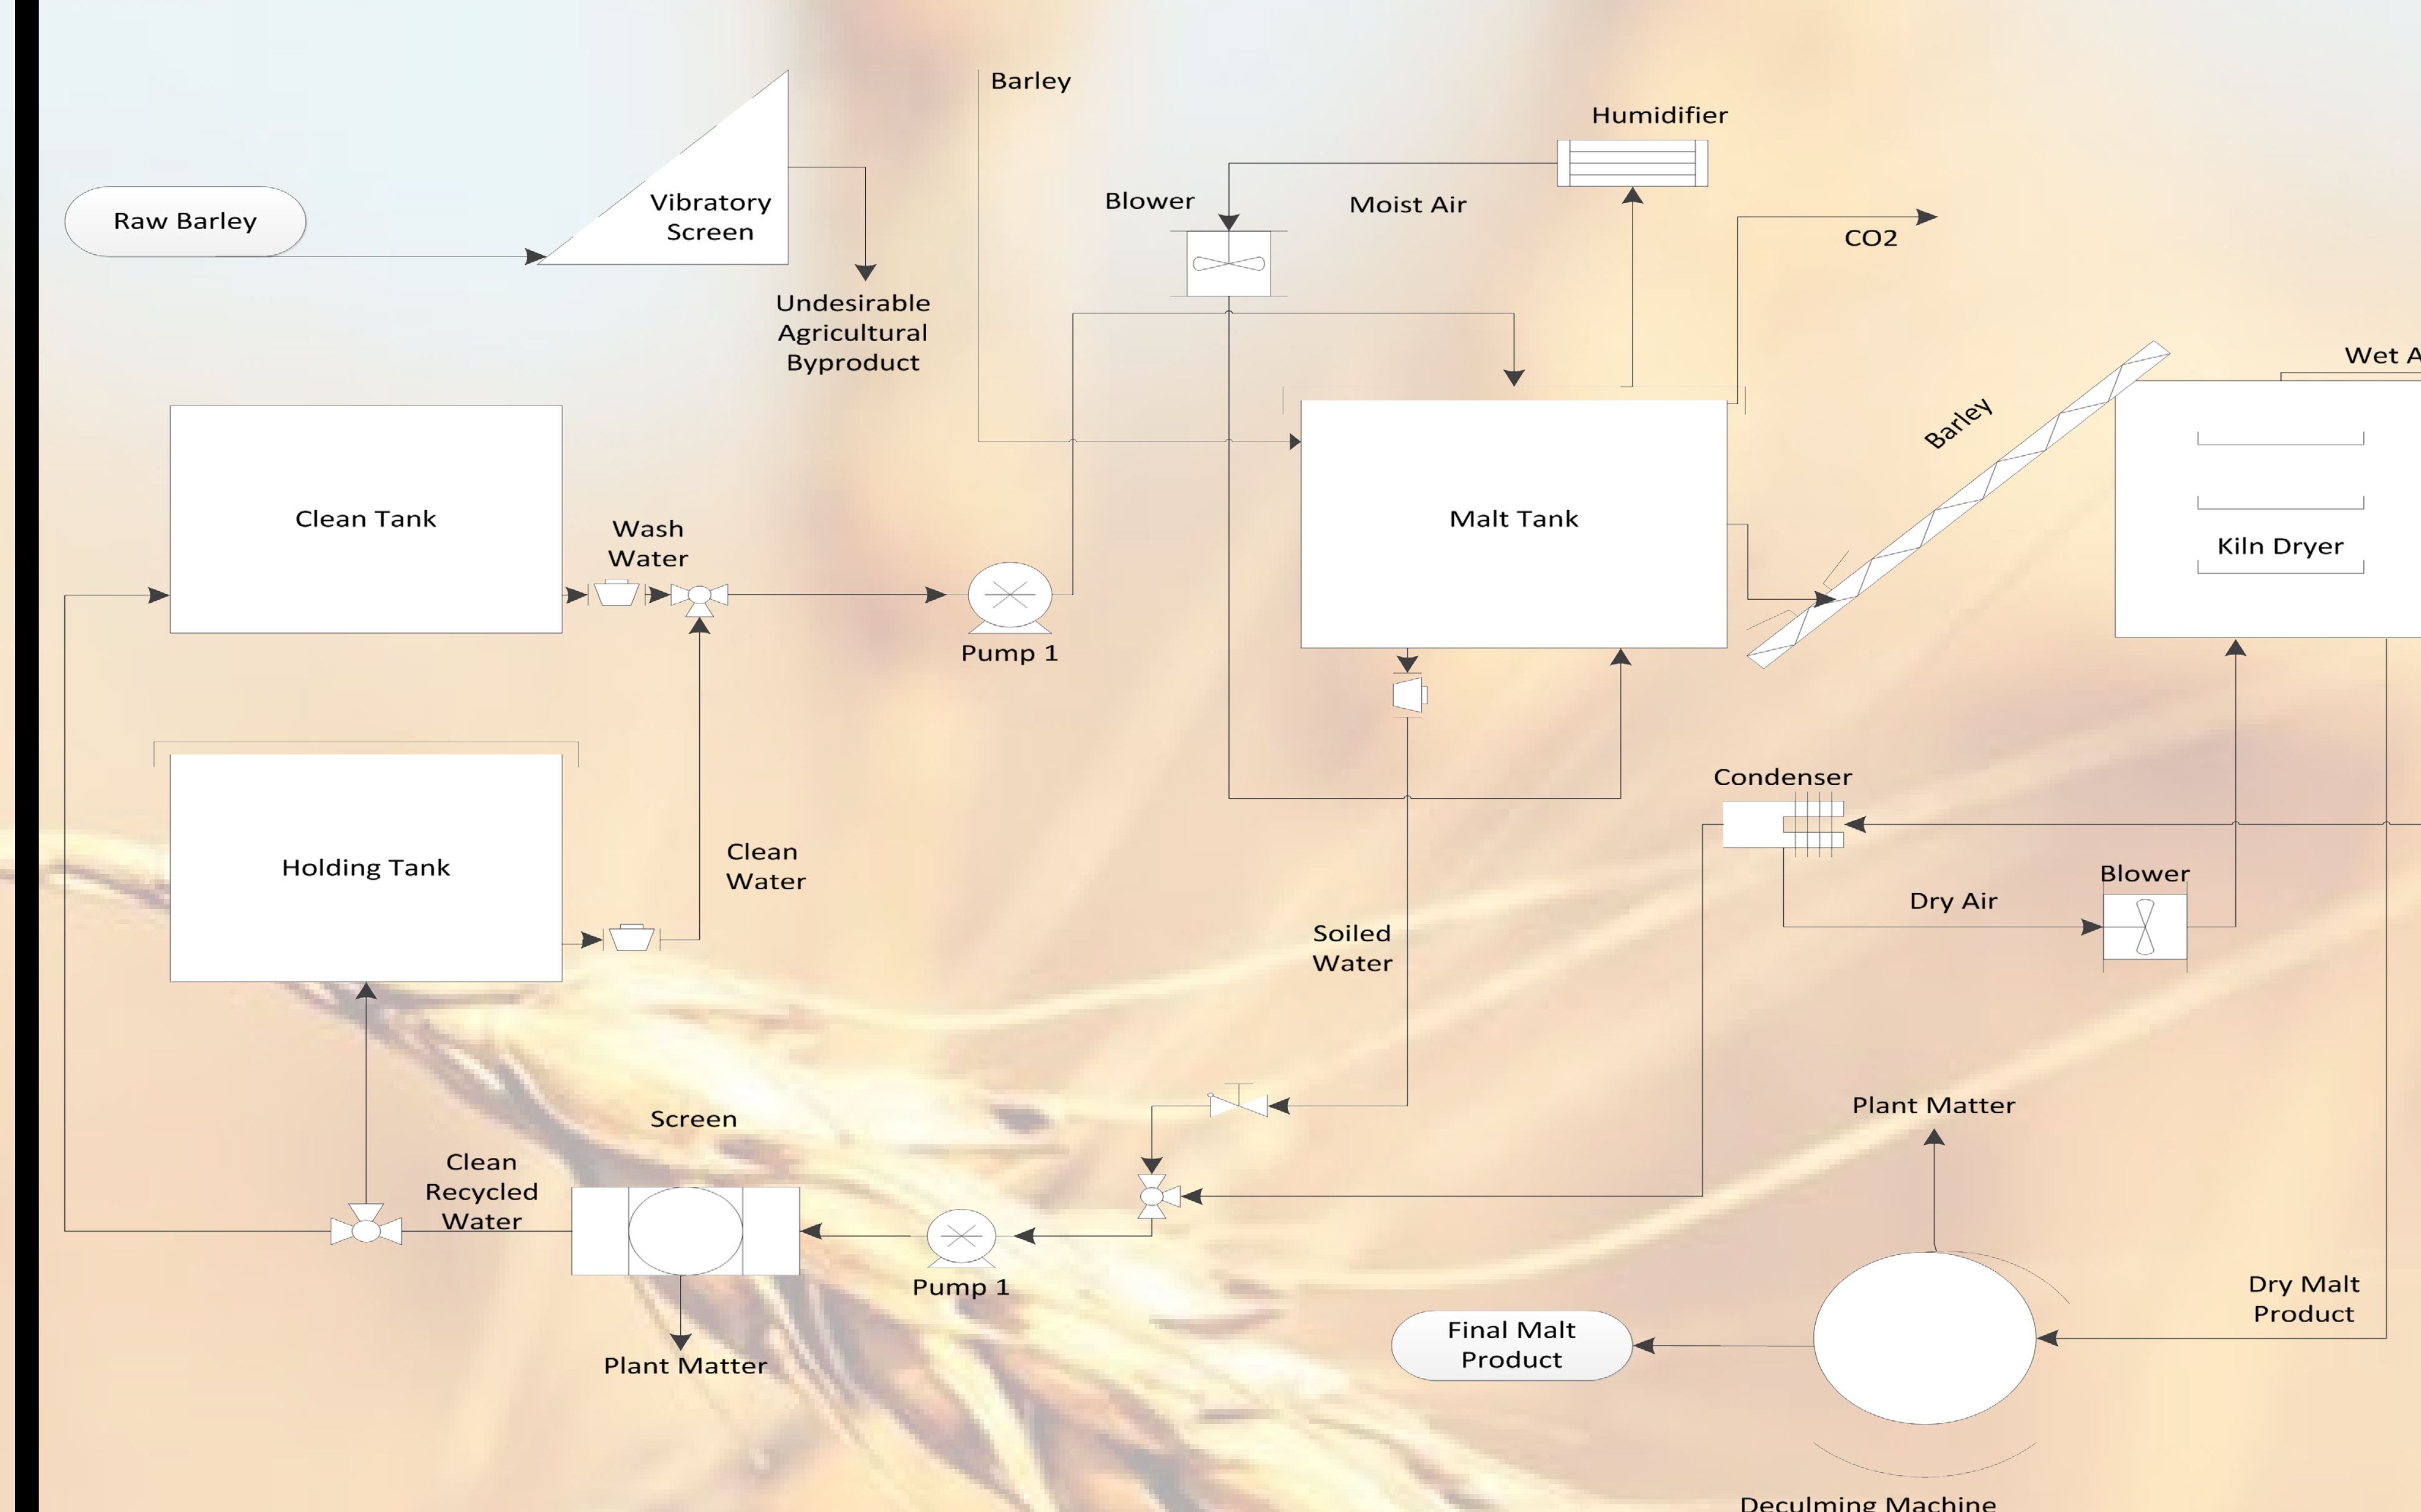 Barley
Humidifier
Raw Barley
Vibratory
Screen
Blower
Moist Air
CO2
Undesirable
Agricultural
Byproduct
Wet A
Barley
Clean Tank
Wash
Water
Malt Tank
Kiln Dryer
Pump 1
Condenser
Holding Tank
Clean
Water
Blower
Dry Air
Soiled
Water
Screen
Plant Matter
Clean
Recycled
Water
Pump 1
Dry Malt
Product
Final Malt
Product
Plant Matter
Deculming Machine